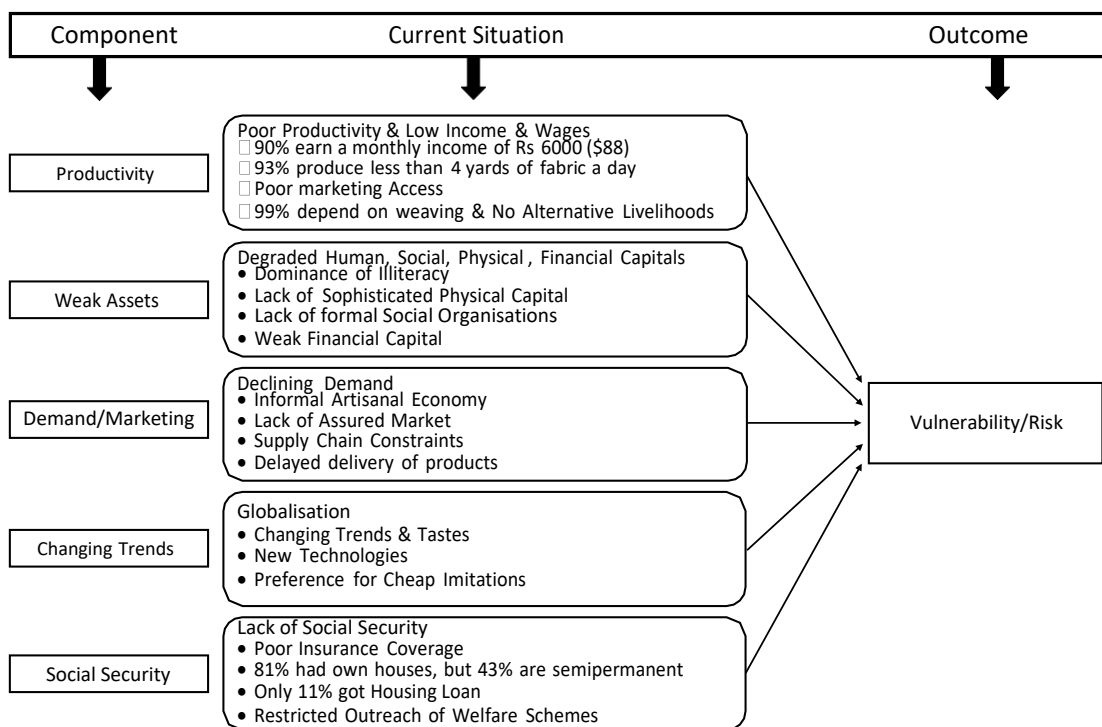 Component Current Situation Outcome
Productivity
Poor Productivity & Low Income & Wages
90% earn a monthly income of Rs 6000 ($88)
93% produce less than 4 yards of fabric a day
Poor marketing Access
99% depend on weaving & No Alternative Livelihoods
Weak Assets
Degraded Human, Social, Physical , Financial Capitals
• Dominance of Illiteracy
• Lack of Sophisticated Physical Capital
• Lack of formal Social Organisations
• Weak Financial Capital
Demand/Marketing
Declining Demand
• Informal Artisanal Economy
• Lack of Assured Market
• Supply Chain Constraints
• Delayed delivery of products
Vulnerability/Risk
Changing Trends
Globalisation
• Changing Trends & Tastes
• New Technologies
• Preference for Cheap Imitations
Social Security
Lack of Social Security
• Poor Insurance Coverage
• 81% had own houses, but 43% are semipermanent
• Only 11% got Housing Loan
• Restricted Outreach of Welfare Schemes